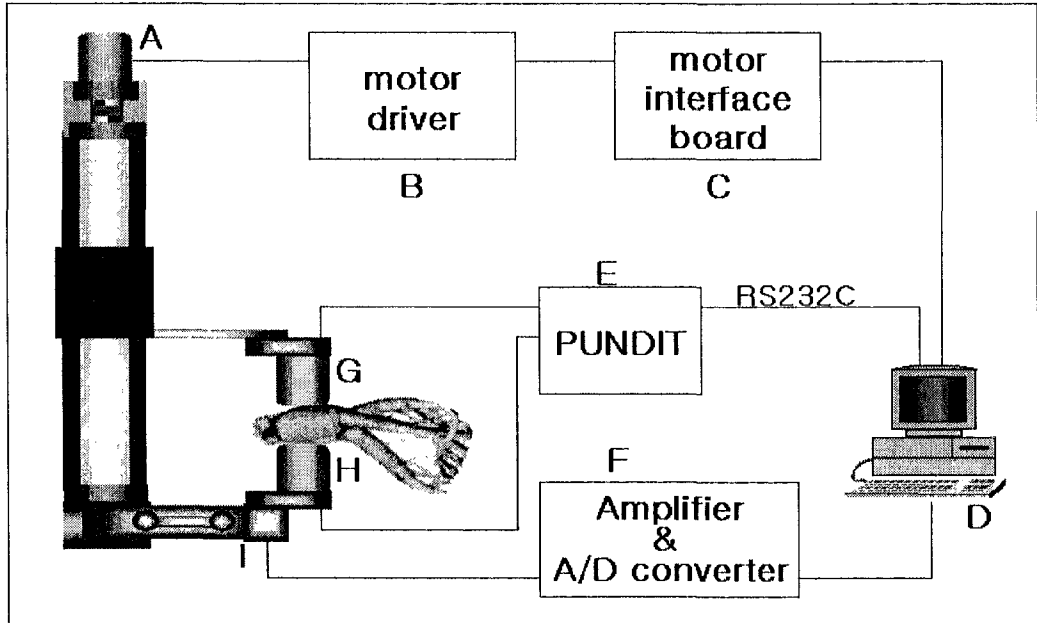 A
motor
driver
B
motor
interface
board
C
E
PUNDIT
RS232C
G
H
F
Amplifier
&
A/D converter
D
I